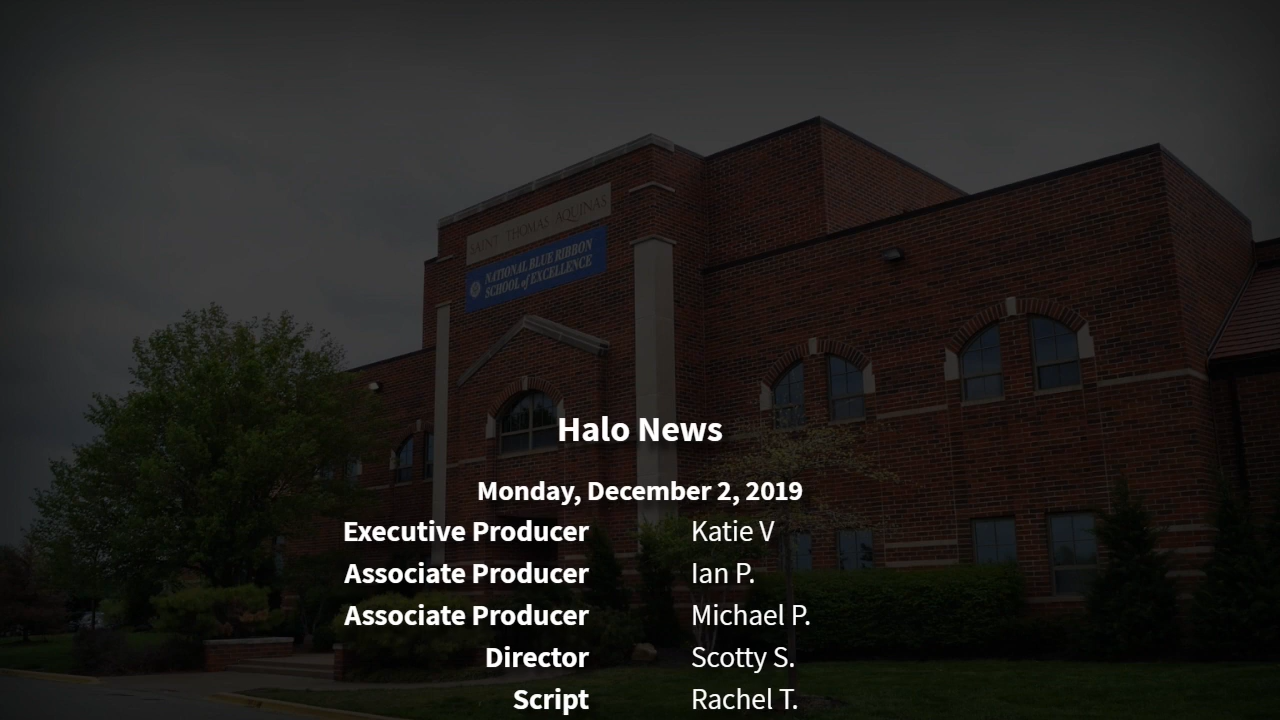 SAINT THOMAS AQUINAS
NATIONAL BLUE RIBBON
SCHOOL of EXCELLENCE
Halo News
Monday, December 2, 2019
Executive Producer Katie V
Associate Producer Ian P.
Associate Producer Michael P.
Director Scotty S.
Script Rachel T.